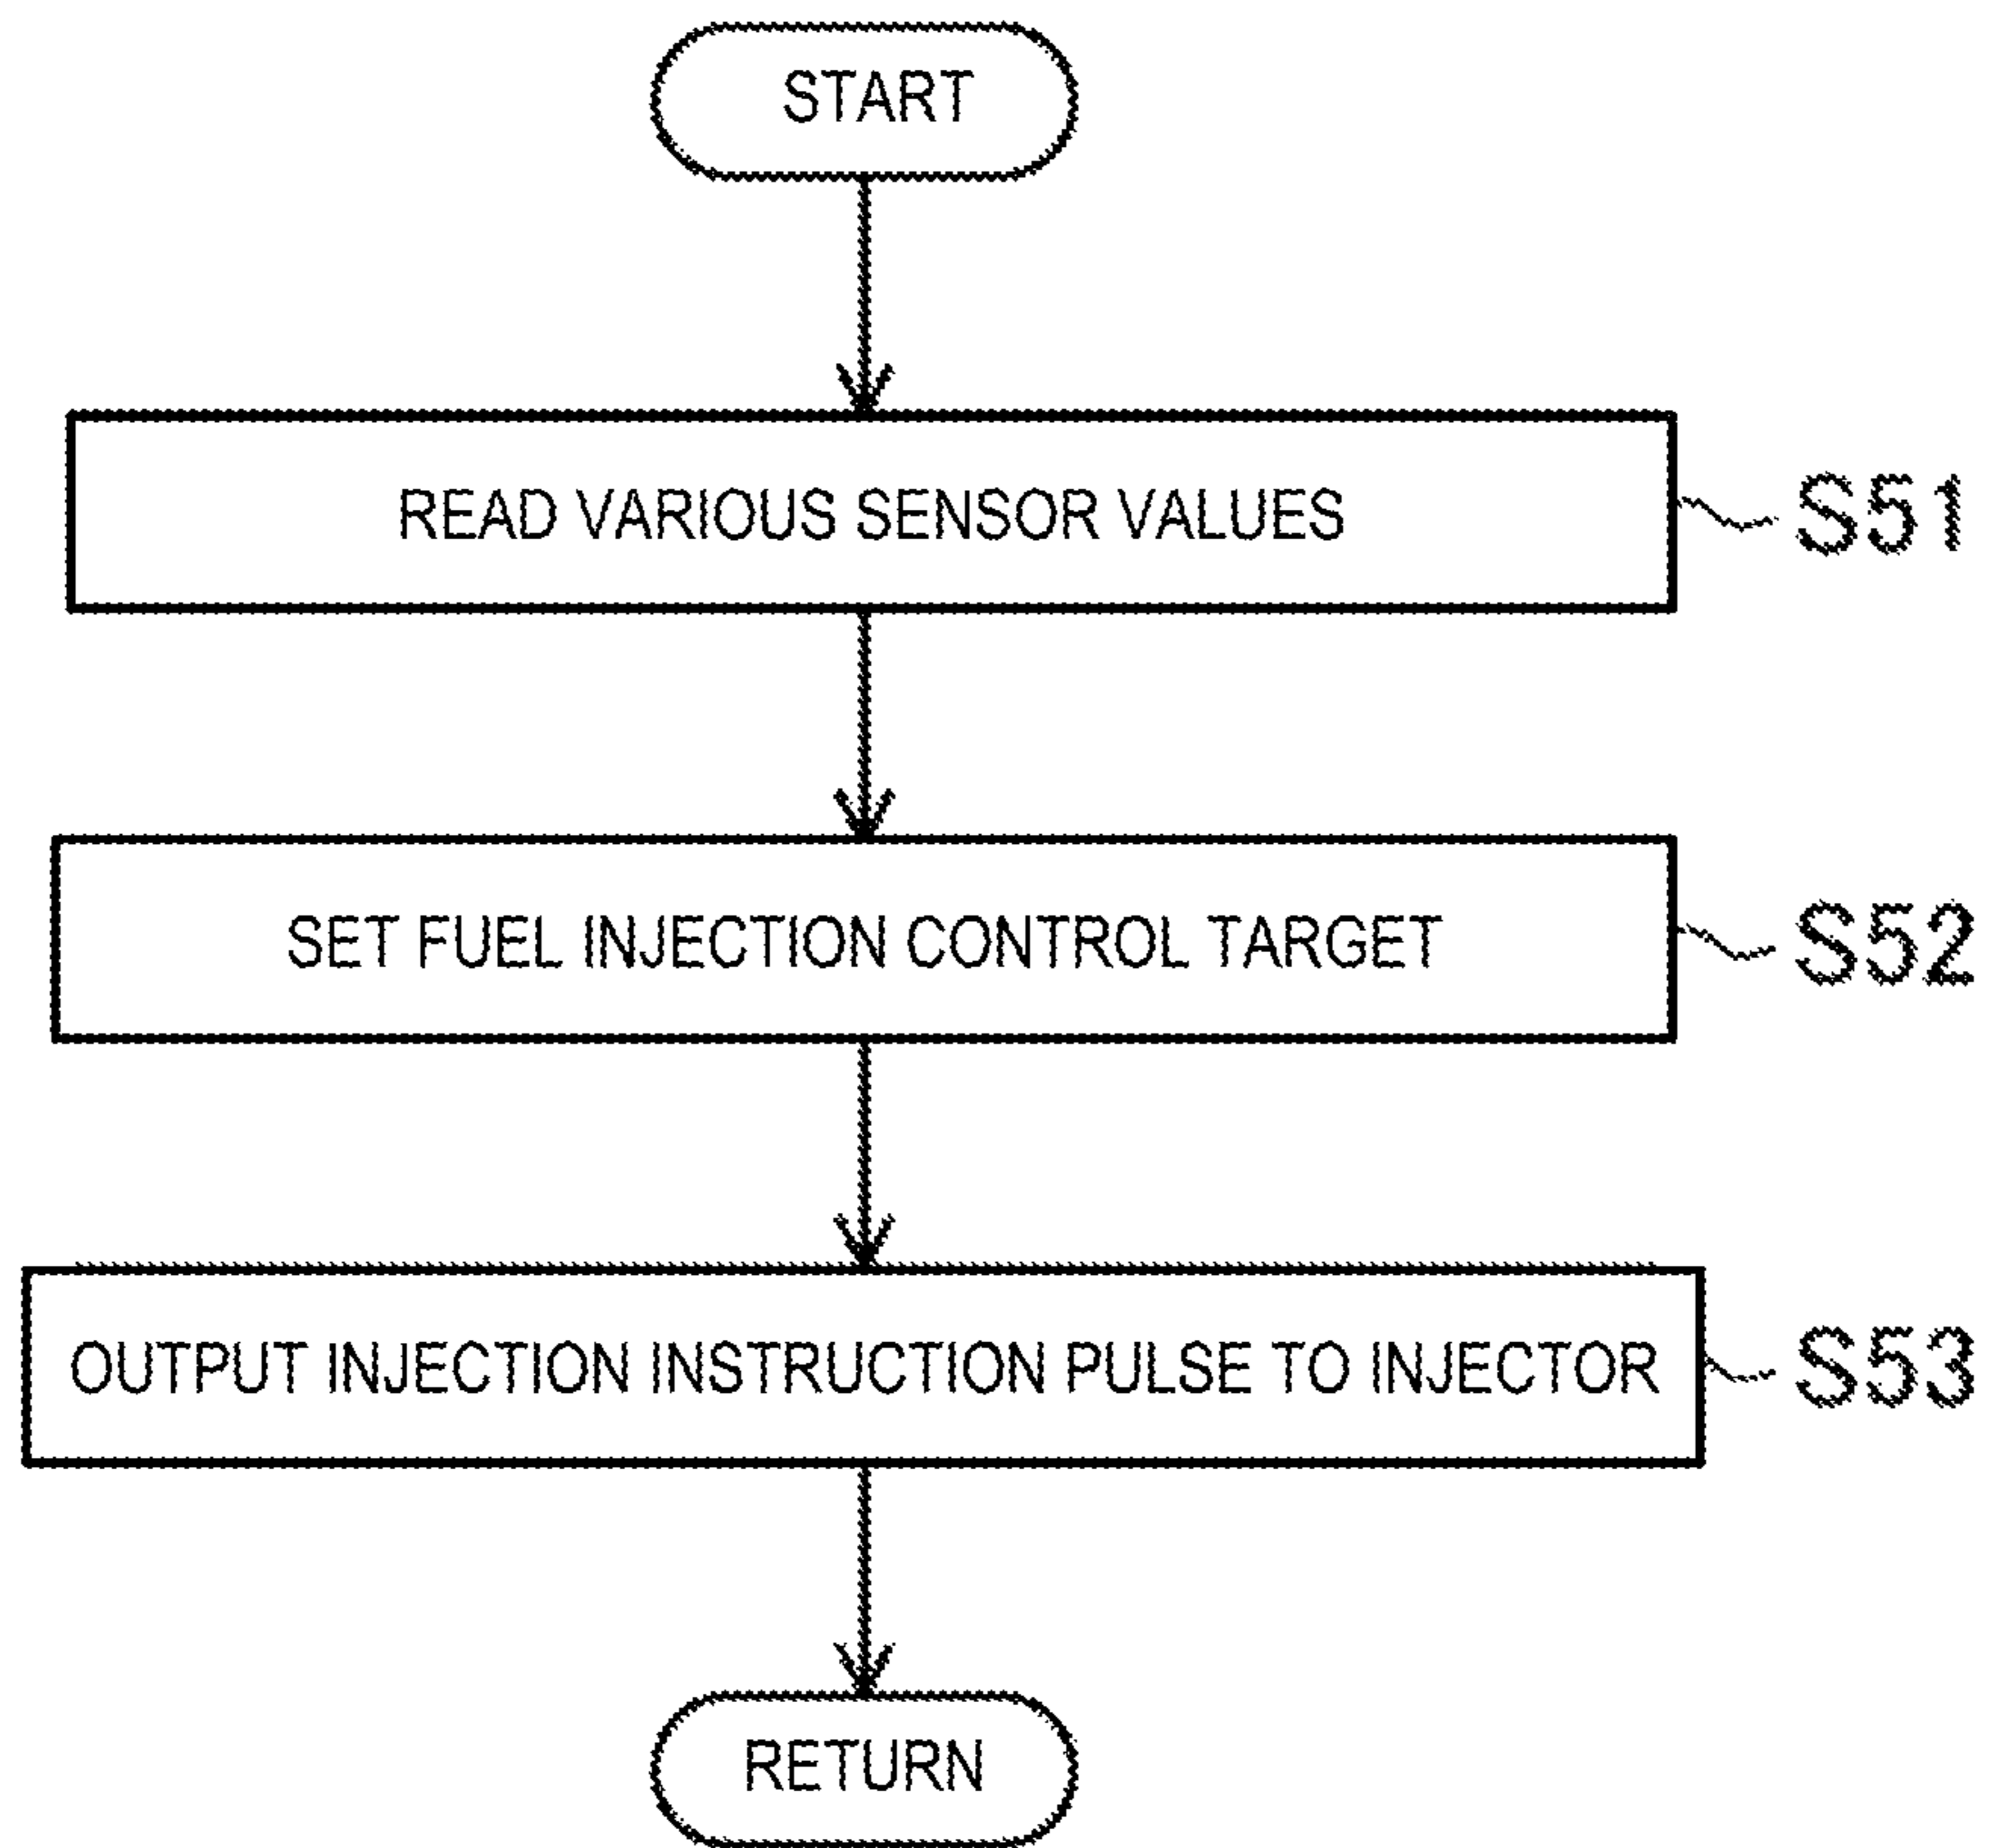 START
READ VARIOUS SENSOR VALUES
S51
SET FUEL INJECTION CONTROL TARGET
S52
OUTPUT INJECTION INSTRUCTION PULSE TO INJECTOR
S53
RETURN